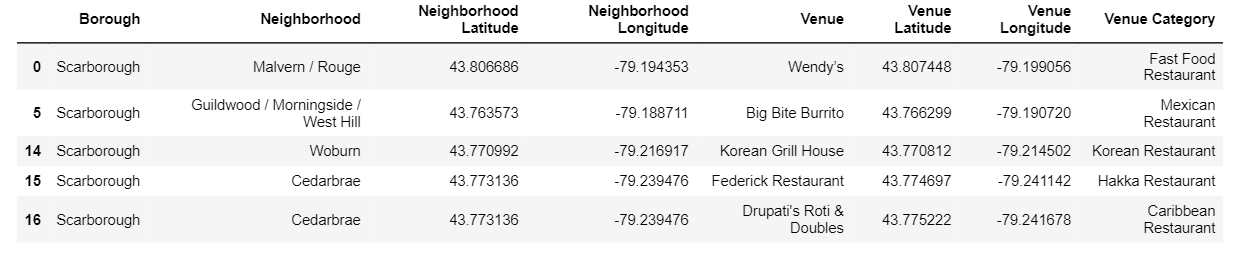 Borough Neighborhood Neighborhood Latitude Neighborhood Longitude Venue Venue Latitude Venue Longitude Venue Category
0 Scarborough Malvern / Rouge 43.806686 -79.194353 Wendy’s 43.807448 -79.199056 Fast Food Restaurant
5 Scarborough Guildwood / Morningside / West Hill 43.763573 -79.188711 Big Bite Burrito 43.766299 -79.190720 Mexican Restaurant
14 Scarborough Woburn 43.770992 -79.216917 Korean Grill House 43.770812 -79.214502 Korean Restaurant
15 Scarborough Cedarbrae 43.773136 -79.239476 Federick Restaurant 43.774697 -79.241142 Hakka Restaurant
16 Scarborough Cedarbrae 43.773136 -79.239476 Drupati's Roti & Doubles 43.775222 -79.241678 Caribbean Restaurant